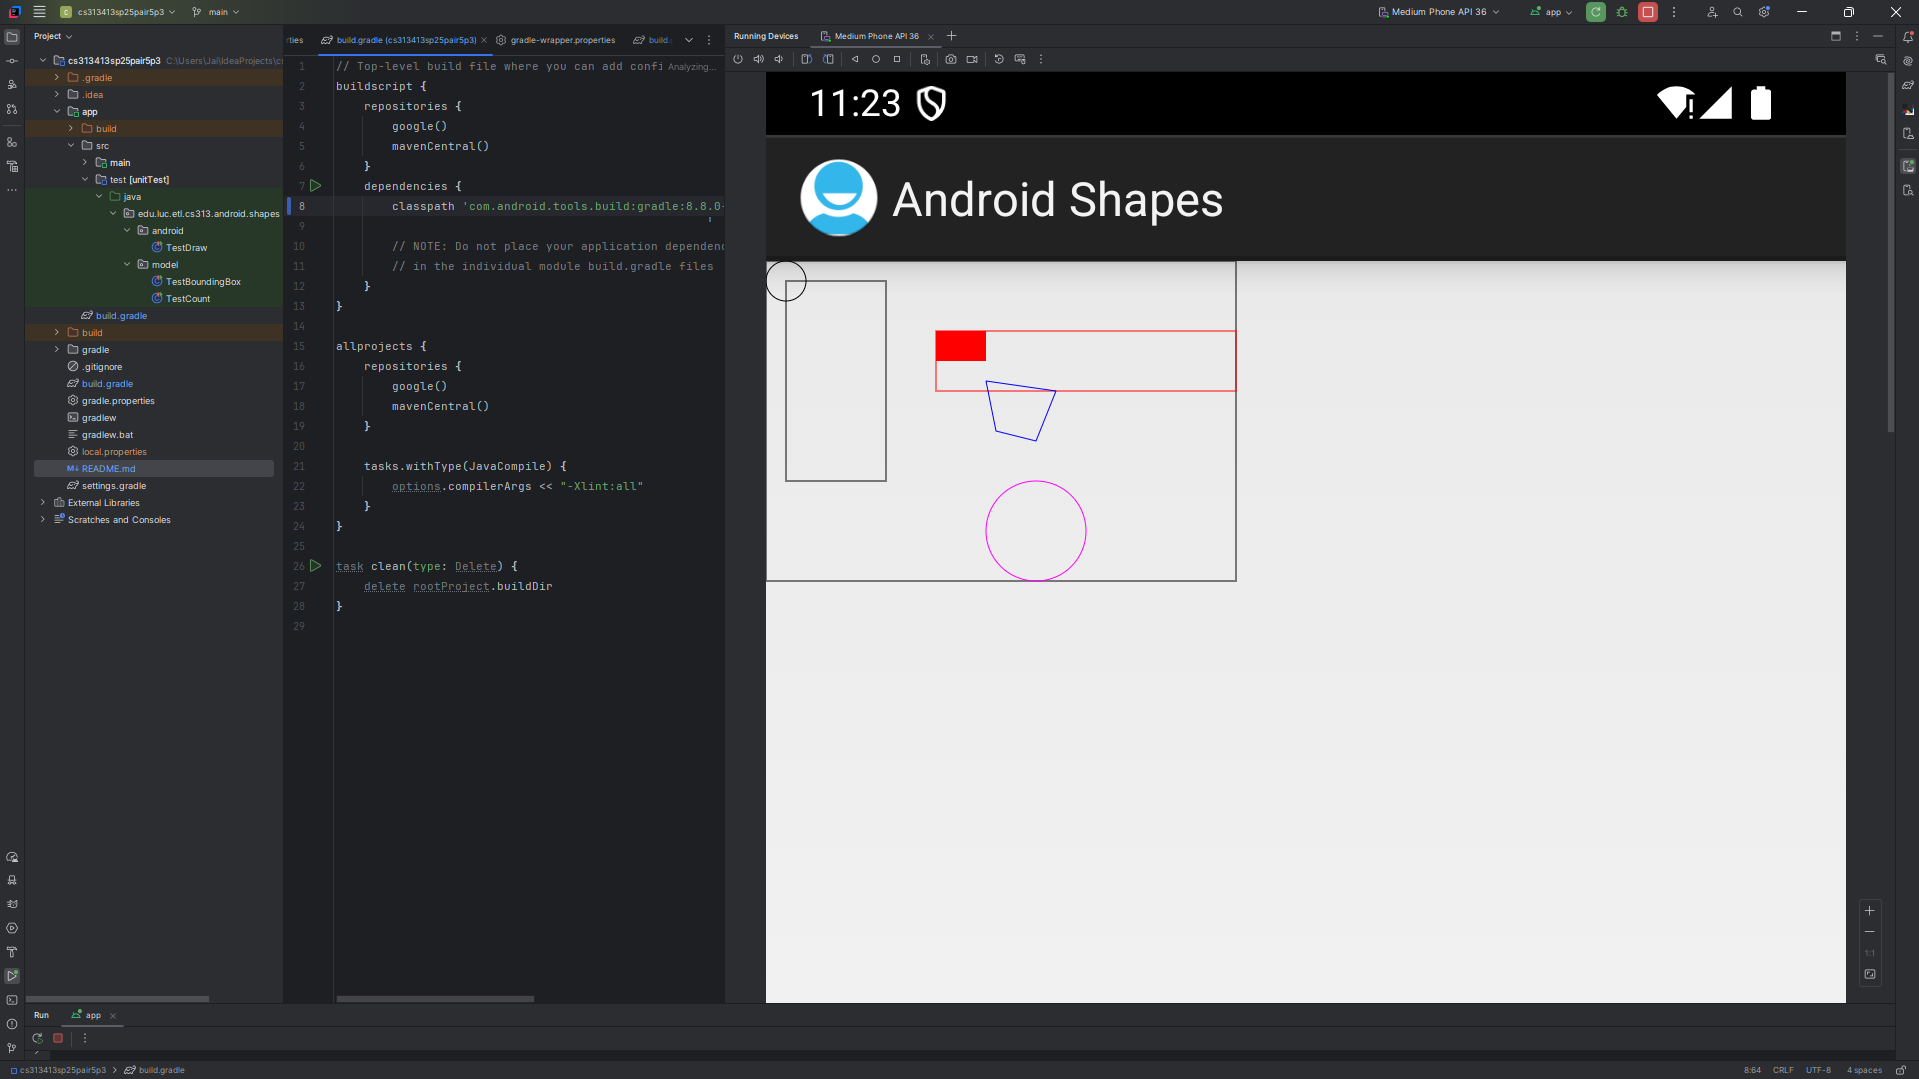 cs313413sp25pair5p3
main
Medium Phone API 36
app
Project
cs313413sp25pair5p3 C:\Users\Jai\IdeaProjects\cs
.gradle
.idea
app
build
src
main
test [unitTest]
java
edu.luc.etl.cs313.android.shapes
android
TestDraw
model
TestBoundingBox
TestCount
build.gradle
build
gradle
.gitignore
build.gradle
gradle.properties
gradlew
gradlew.bat
local.properties
README.md
settings.gradle
External Libraries
Scratches and Consoles
rties
build.gradle (cs313413sp25pair5p3)
gradle-wrapper.properties
build.
Analyzing...
1 // Top-level build file where you can add confi
2 buildscript {
3 repositories {
4 google()
5 mavenCentral()
6 }
7 dependencies {
8 classpath 'com.android.tools.build:gradle:8.8.0-
9
10 // NOTE: Do not place your application dependenc
11 // in the individual module build.gradle files
12 }
13 }
14
15 allprojects {
16 repositories {
17 google()
18 mavenCentral()
19 }
20
21 tasks.withType(JavaCompile) {
22 options.compilerArgs << "-Xlint:all"
23 }
24 }
25
26 task clean(type: Delete) {
27 delete rootProject.buildDir
28 }
29
Running Devices
Medium Phone API 36
11:23
Android Shapes
1:1
Run
app
cs313413sp25pair5p3 > build.gradle
8:64 CRLF UTF-8 4 spaces